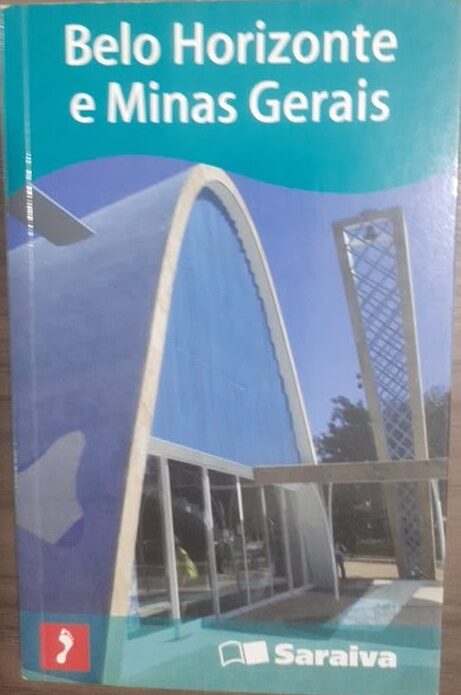 Belo Horizonte
e Minas Gerais
Saraiva